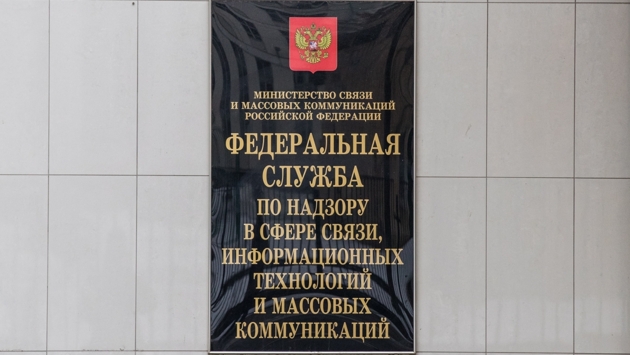 МИНИСТЕРСТВО СВЯЗИ
И МАССОВЫХ КОММУНИКАЦИЙ
РОССИЙСКОЙ ФЕДЕРАЦИИ
ФЕДЕРАЛЬНАЯ
СЛУЖБА
ПО НАДЗОРУ
В СФЕРЕ СВЯЗИ,
ИНФОРМАЦИОННЫХ
ТЕХНОЛОГИЙ
И МАССОВЫХ
КОММУНИКАЦИЙ